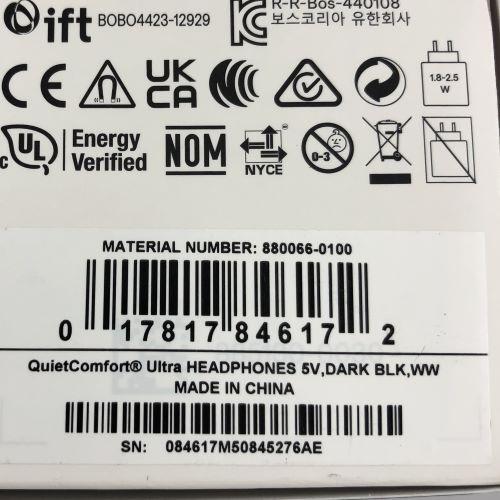 ift BOBO4423-12929
R-R-Bos-440108
보스코리아 유한회사
CE UK CA 1.8-2.5 W
c UL Energy Verified NOM NYCE 0-3
MATERIAL NUMBER: 880066-0100
0 17817 84617 2
QuietComfort® Ultra HEADPHONES 5V,DARK BLK,WW
MADE IN CHINA
SN: 084617M50845276AE